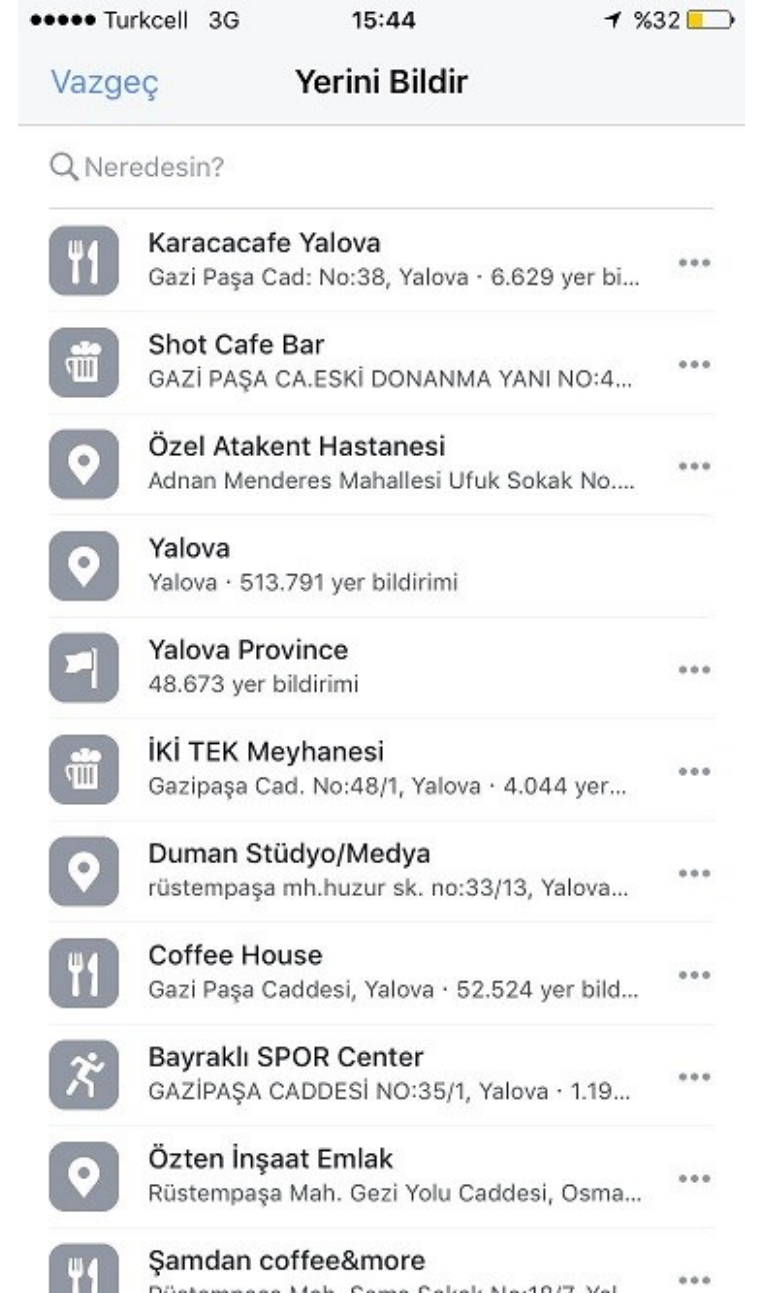 Turkcell 3G 15:44 %32
Vazgeç Yerini Bildir
Neredesin?
Karacacafe Yalova
Gazi Paşa Cad: No:38, Yalova · 6.629 yer bi...
Shot Cafe Bar
GAZİ PAŞA CA.ESKİ DONANMA YANI NO:4...
Özel Atakent Hastanesi
Adnan Menderes Mahallesi Ufuk Sokak No....
Yalova
Yalova · 513.791 yer bildirimi
Yalova Province
48.673 yer bildirimi
İKİ TEK Meyhanesi
Gazipaşa Cad. No:48/1, Yalova · 4.044 yer...
Duman Stüdyo/Medya
rüstempaşa mh.huzur sk. no:33/13, Yalova...
Coffee House
Gazi Paşa Caddesi, Yalova · 52.524 yer bild...
Bayraklı SPOR Center
GAZİPAŞA CADDESİ NO:35/1, Yalova · 1.19...
Özten İnşaat Emlak
Rüstempaşa Mah. Gezi Yolu Caddesi, Osma...
Şamdan coffee&more